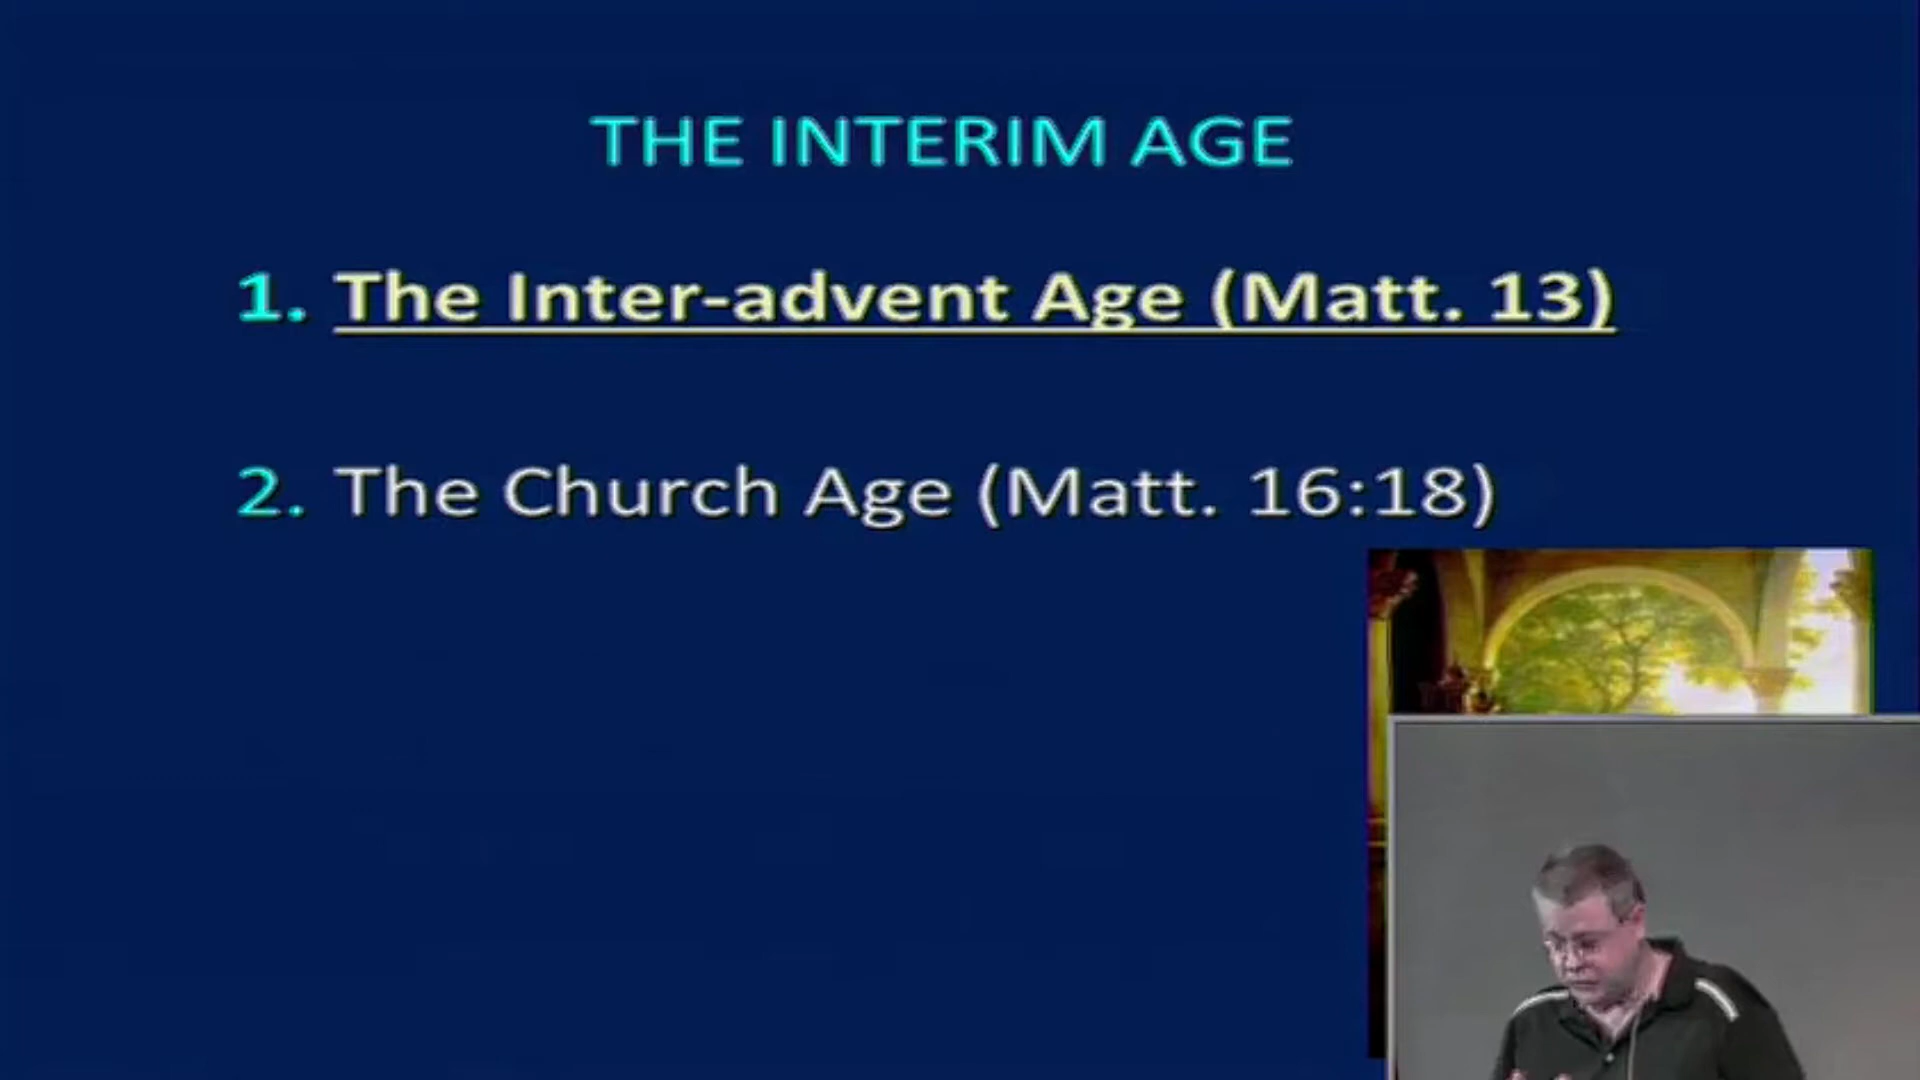 THE INTERIM AGE
1. The Inter-advent Age (Matt. 13)
2. The Church Age (Matt. 16:18)